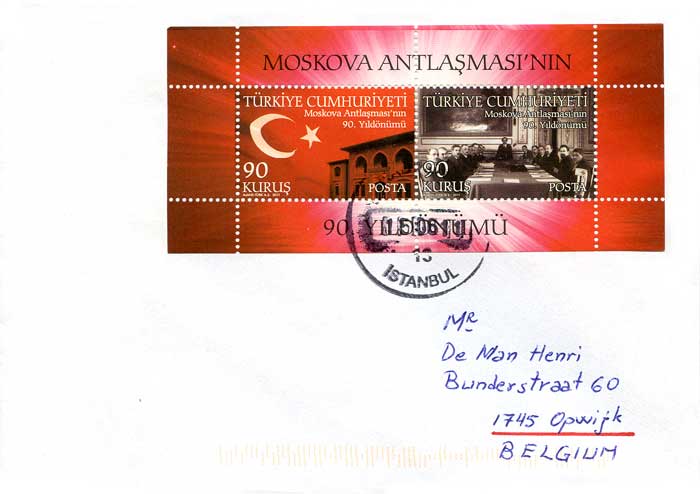 MOSKOVA ANTLAŞMASI'NIN
TÜRKİYE CUMHURİYETİ
Moskova Antlaşması'nın
90. Yıldönümü
90
KURUŞ
POSTA
TÜRKİYE CUMHURİYETİ
Moskova Antlaşması'nın
90. Yıldönümü
90
KURUŞ
POSTA
90. YILDÖNÜMÜ
İSTANBUL
Mr
De Man Henri
Bunderstraat 60
1745 Opwijk
BELGIUM